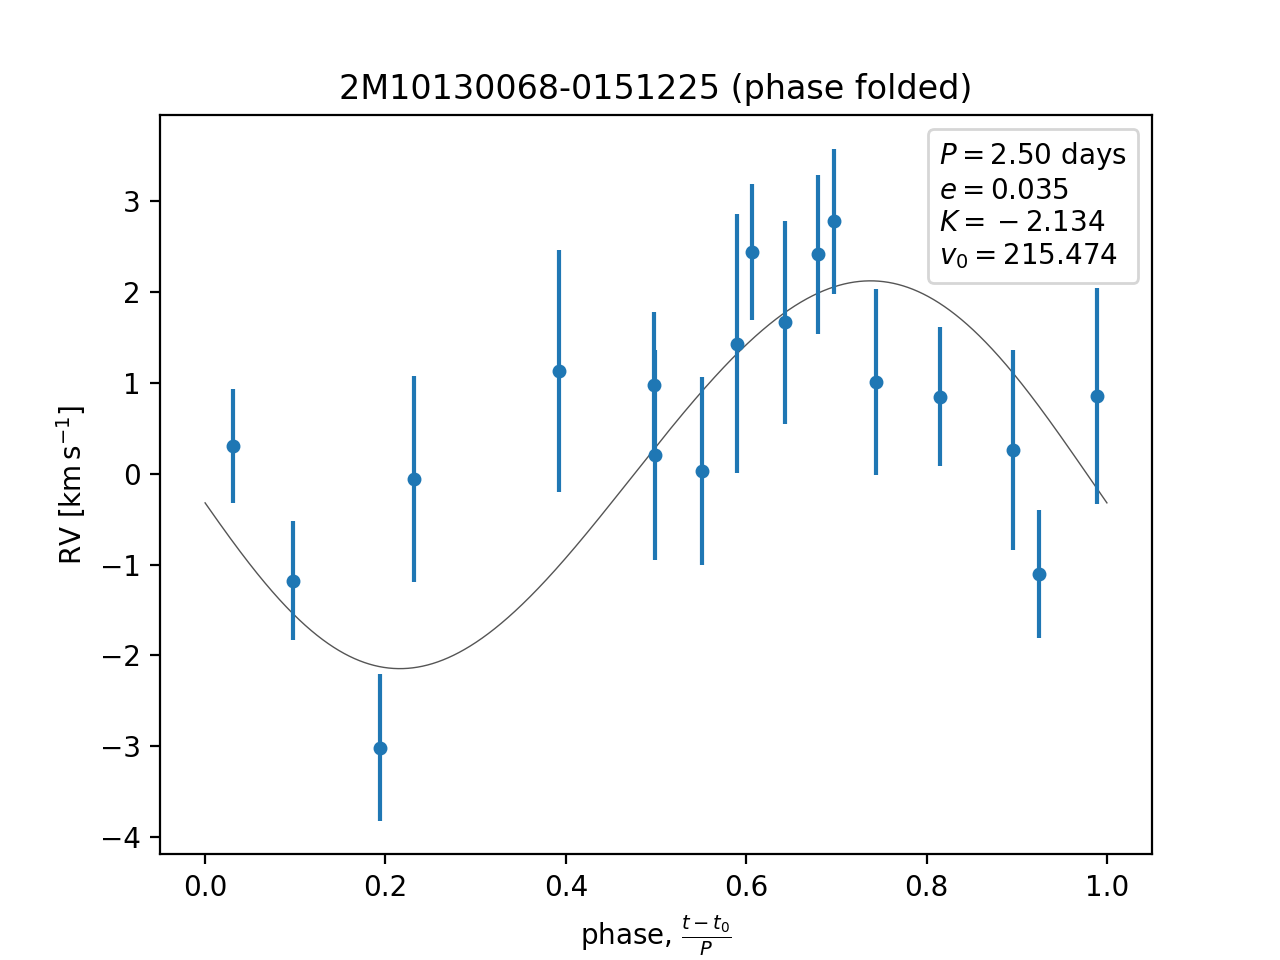 2M10130068-0151225 (phase folded)
P = 2.50 days
e = 0.035
K = −2.134
v₀ = 215.474
RV [km s⁻¹]
3
2
1
0
−1
−2
−3
−4
0.0 0.2 0.4 0.6 0.8 1.0
phase, (t − t₀)/P